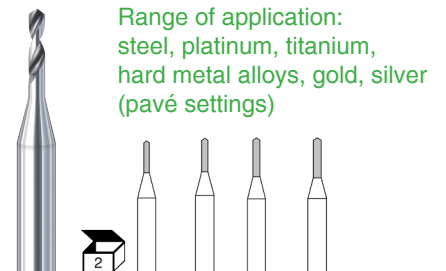 Range of application:
steel, platinum, titanium,
hard metal alloys, gold, silver
(pavé settings)
2